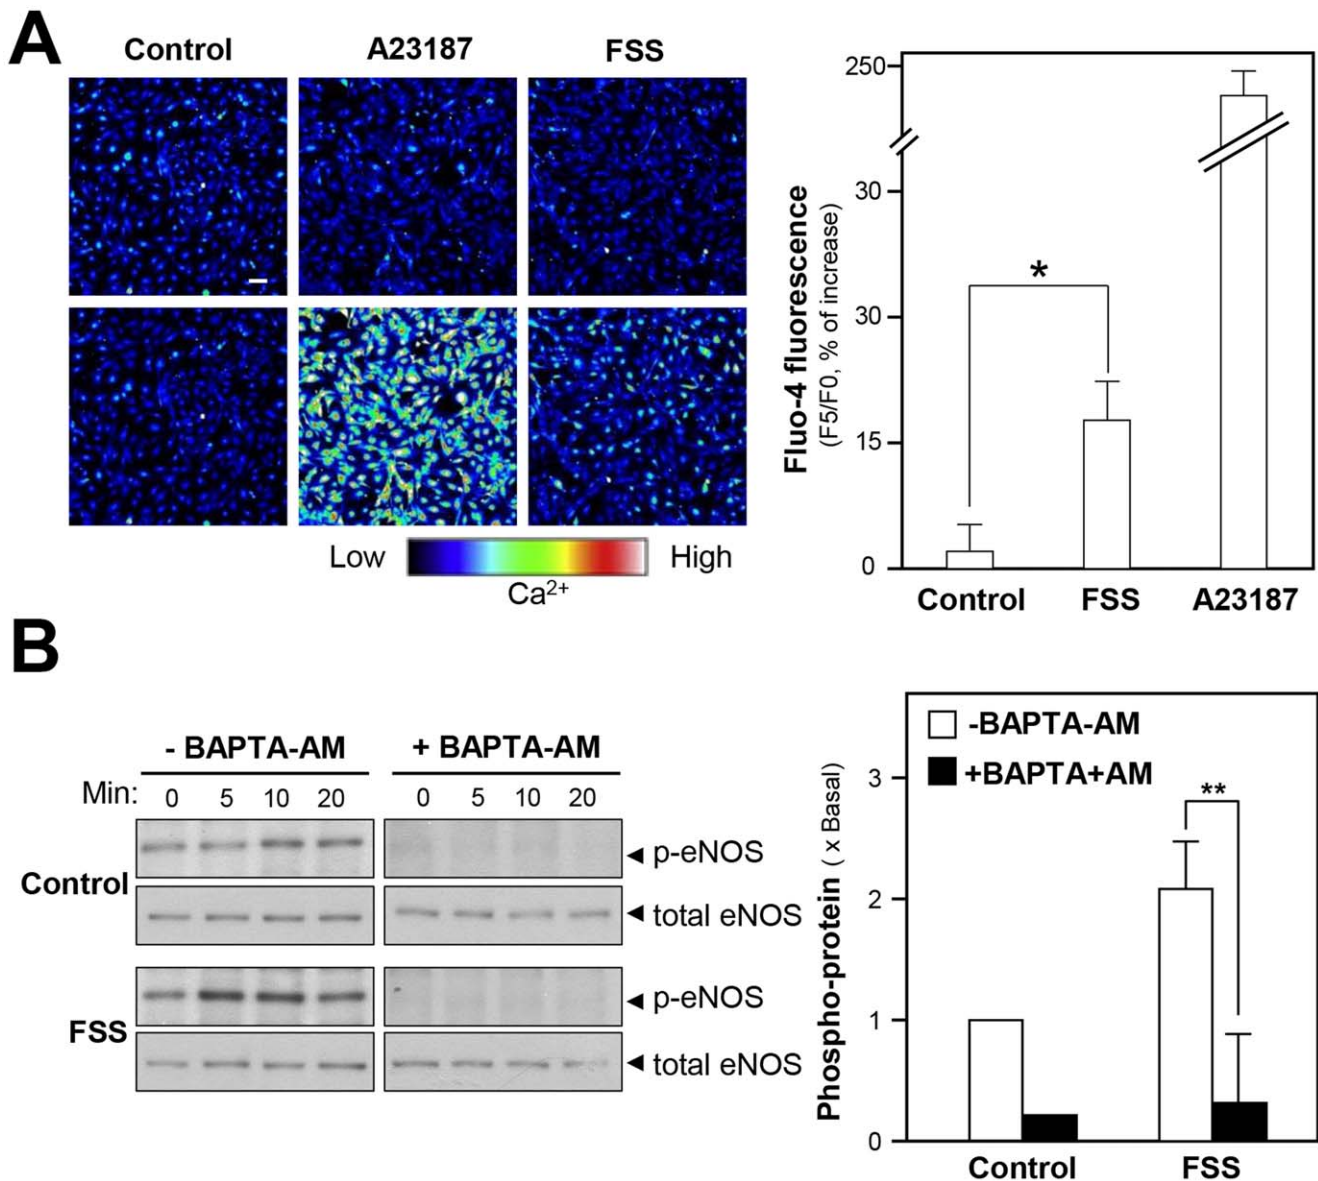 A
Control
A23187
FSS
Low
High
Ca2+
Fluo-4 fluorescence
(F5/F0, % of increase)
250
30
30
15
0
*
Control
FSS
A23187
B
- BAPTA-AM
+ BAPTA-AM
Min:
0
5
10
20
0
5
10
20
Control
p-eNOS
total eNOS
FSS
p-eNOS
total eNOS
Phospho-protein ( x Basal)
-BAPTA-AM
+BAPTA+AM
3
2
1
0
**
Control
FSS